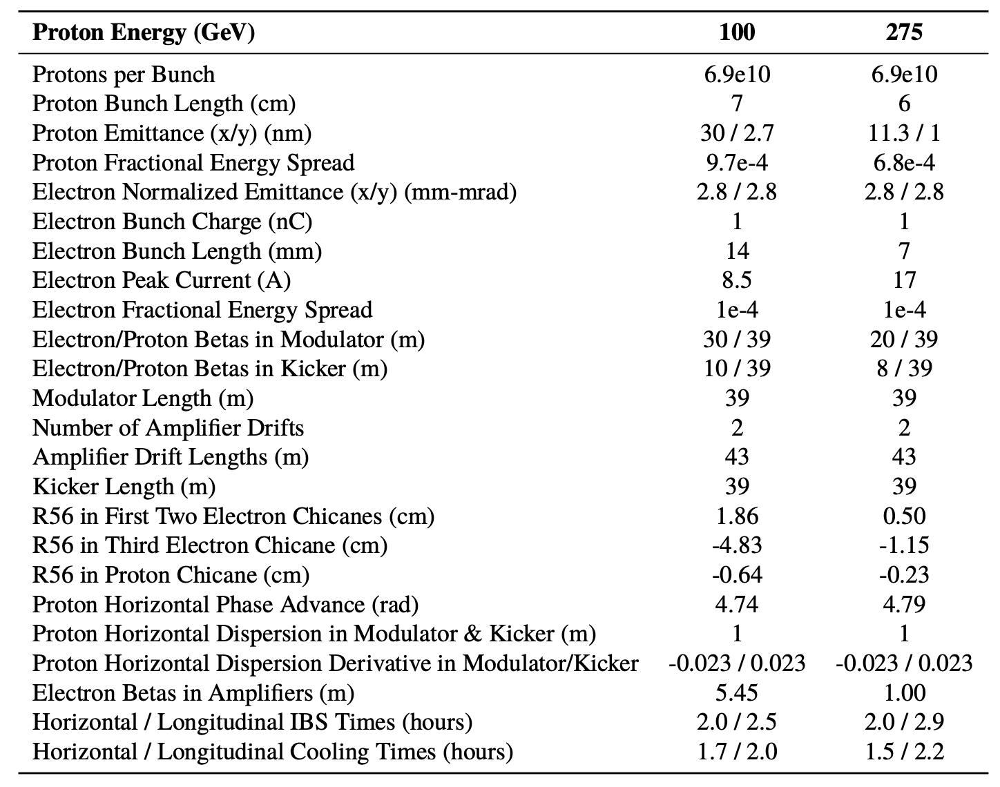 Proton Energy (GeV) 100 275
Protons per Bunch 6.9e10 6.9e10
Proton Bunch Length (cm) 7 6
Proton Emittance (x/y) (nm) 30 / 2.7 11.3 / 1
Proton Fractional Energy Spread 9.7e-4 6.8e-4
Electron Normalized Emittance (x/y) (mm-mrad) 2.8 / 2.8 2.8 / 2.8
Electron Bunch Charge (nC) 1 1
Electron Bunch Length (mm) 14 7
Electron Peak Current (A) 8.5 17
Electron Fractional Energy Spread 1e-4 1e-4
Electron/Proton Betas in Modulator (m) 30 / 39 20 / 39
Electron/Proton Betas in Kicker (m) 10 / 39 8 / 39
Modulator Length (m) 39 39
Number of Amplifier Drifts 2 2
Amplifier Drift Lengths (m) 43 43
Kicker Length (m) 39 39
R56 in First Two Electron Chicanes (cm) 1.86 0.50
R56 in Third Electron Chicane (cm) -4.83 -1.15
R56 in Proton Chicane (cm) -0.64 -0.23
Proton Horizontal Phase Advance (rad) 4.74 4.79
Proton Horizontal Dispersion in Modulator & Kicker (m) 1 1
Proton Horizontal Dispersion Derivative in Modulator/Kicker -0.023 / 0.023 -0.023 / 0.023
Electron Betas in Amplifiers (m) 5.45 1.00
Horizontal / Longitudinal IBS Times (hours) 2.0 / 2.5 2.0 / 2.9
Horizontal / Longitudinal Cooling Times (hours) 1.7 / 2.0 1.5 / 2.2